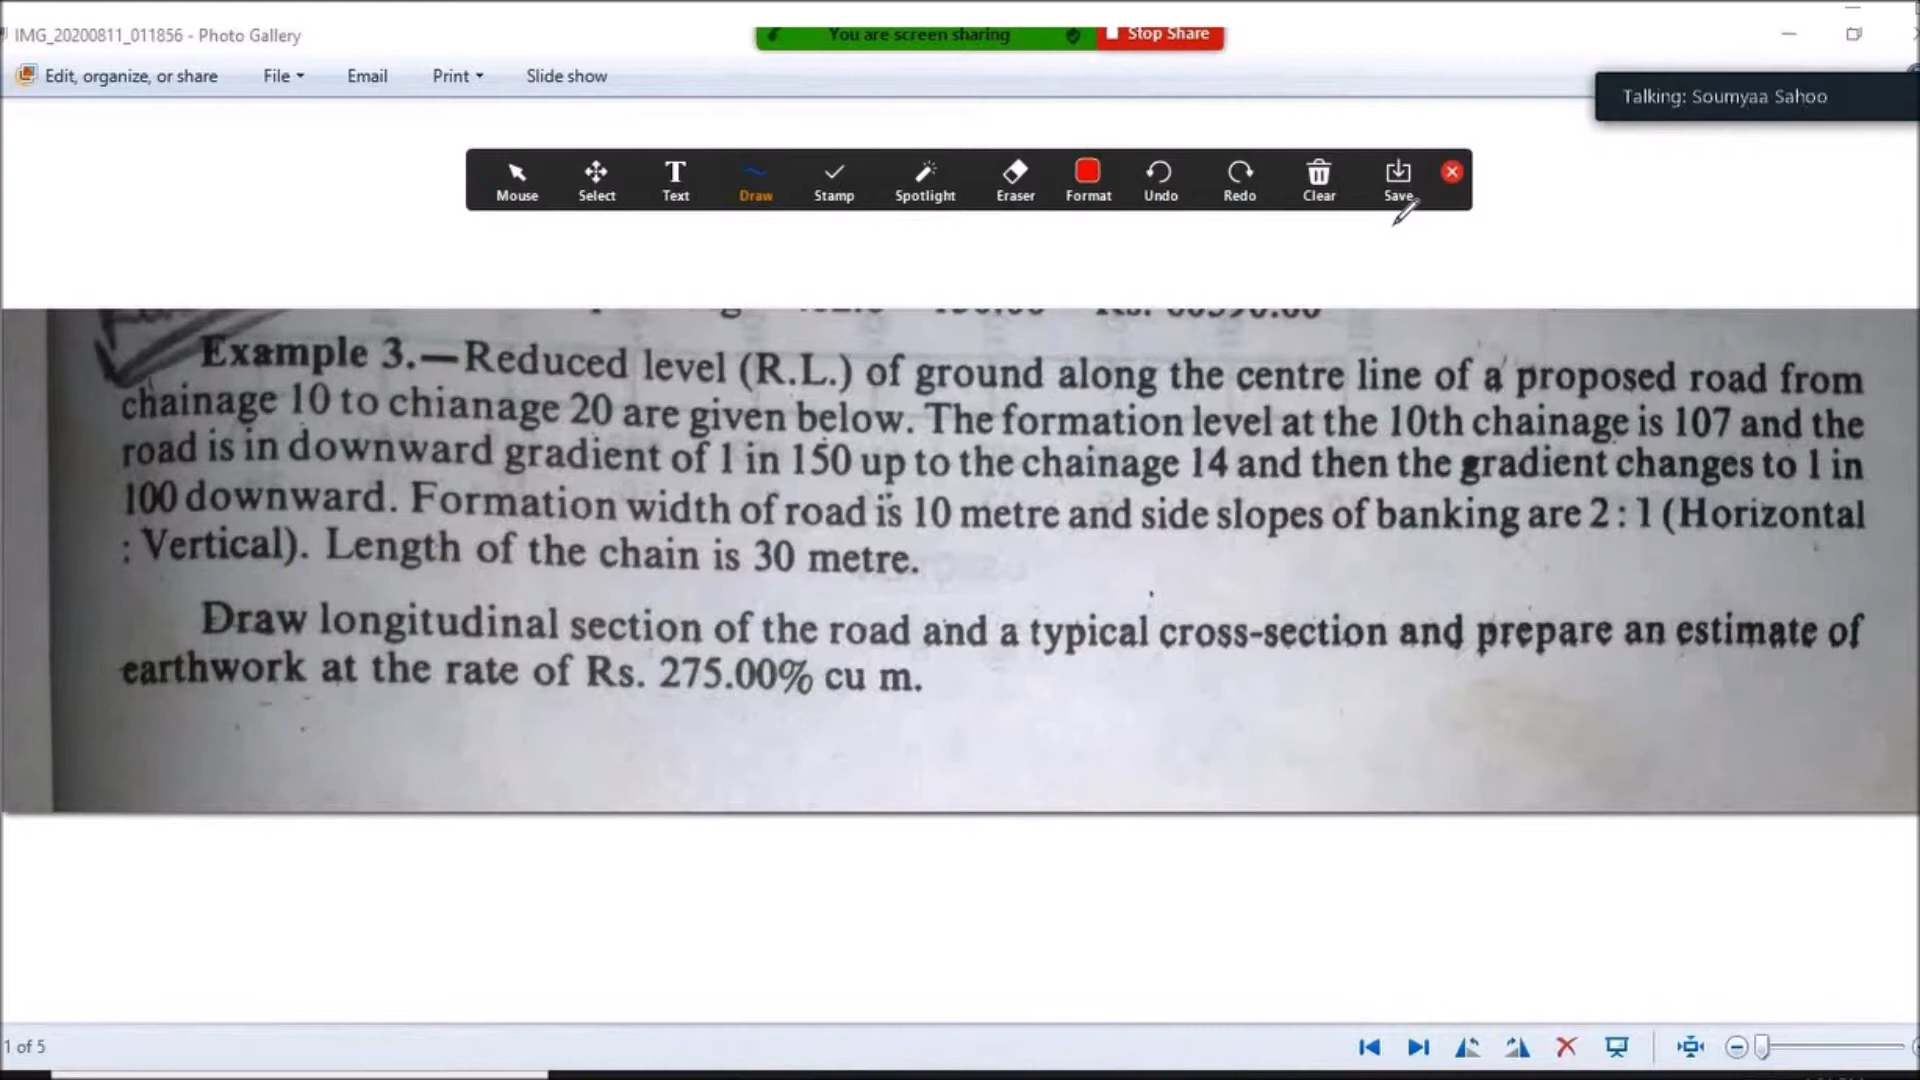 IMG_20200811_011856 - Photo Gallery
You are screen sharing
Stop Share
Edit, organize, or share File Email Print Slide show
Talking: Soumyaa Sahoo
Mouse Select Text Draw Stamp Spotlight Eraser Format Undo Redo Clear Save
Example 3.—Reduced level (R.L.) of ground along the centre line of a proposed road from
chainage 10 to chianage 20 are given below. The formation level at the 10th chainage is 107 and the
road is in downward gradient of 1 in 150 up to the chainage 14 and then the gradient changes to 1 in
100 downward. Formation width of road is 10 metre and side slopes of banking are 2 : 1 (Horizontal
: Vertical). Length of the chain is 30 metre.
Draw longitudinal section of the road and a typical cross-section and prepare an estimate of
earthwork at the rate of Rs. 275.00% cu m.
1 of 5